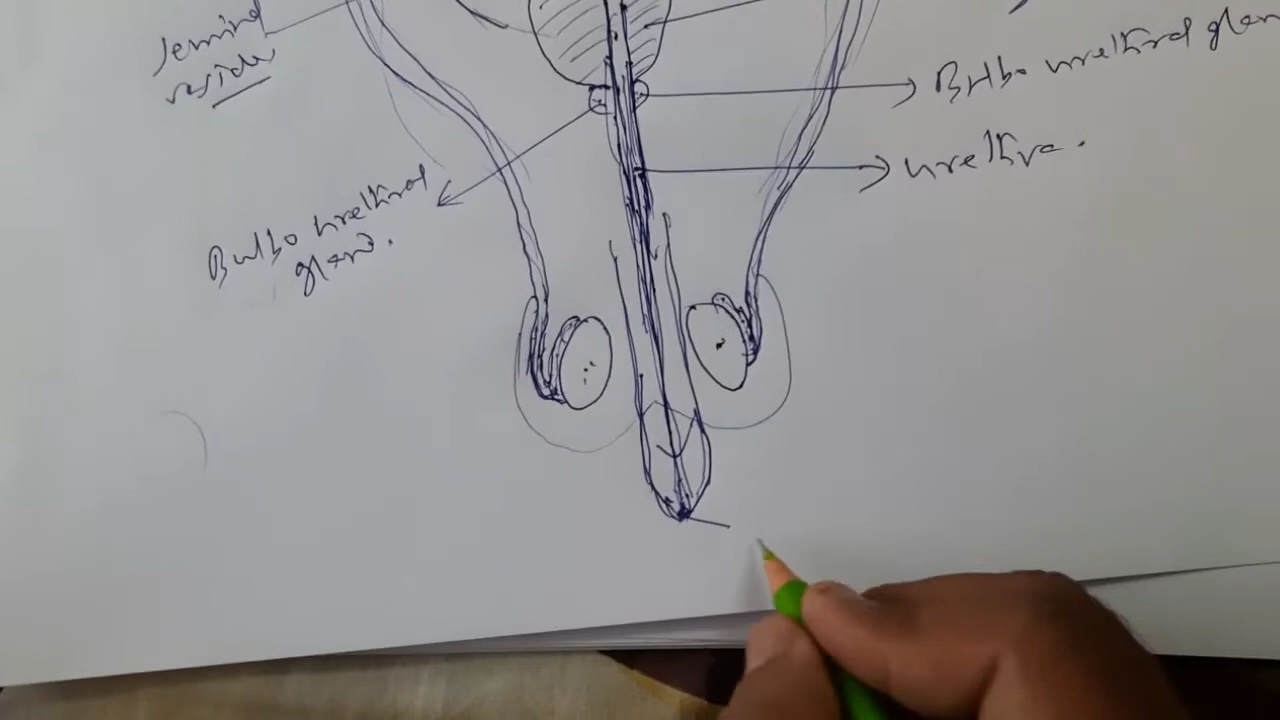 Seminal
vesicle
Bulbo urethral gland
urethra.
Bulbo urethral
gland.